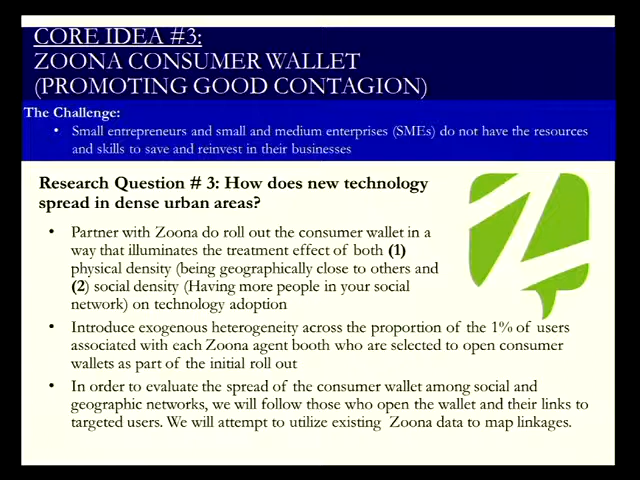 CORE IDEA #3:
ZOONA CONSUMER WALLET
(PROMOTING GOOD CONTAGION)
The Challenge:
• Small entrepreneurs and small and medium enterprises (SMEs) do not have the resources
and skills to save and reinvest in their businesses
Research Question # 3: How does new technology
spread in dense urban areas?
• Partner with Zoona do roll out the consumer wallet in a
way that illuminates the treatment effect of both (1)
physical density (being geographically close to others and
(2) social density (Having more people in your social
network) on technology adoption
• Introduce exogenous heterogeneity across the proportion of the 1% of users
associated with each Zoona agent booth who are selected to open consumer
wallets as part of the initial roll out
• In order to evaluate the spread of the consumer wallet among social and
geographic networks, we will follow those who open the wallet and their links to
targeted users. We will attempt to utilize existing Zoona data to map linkages.